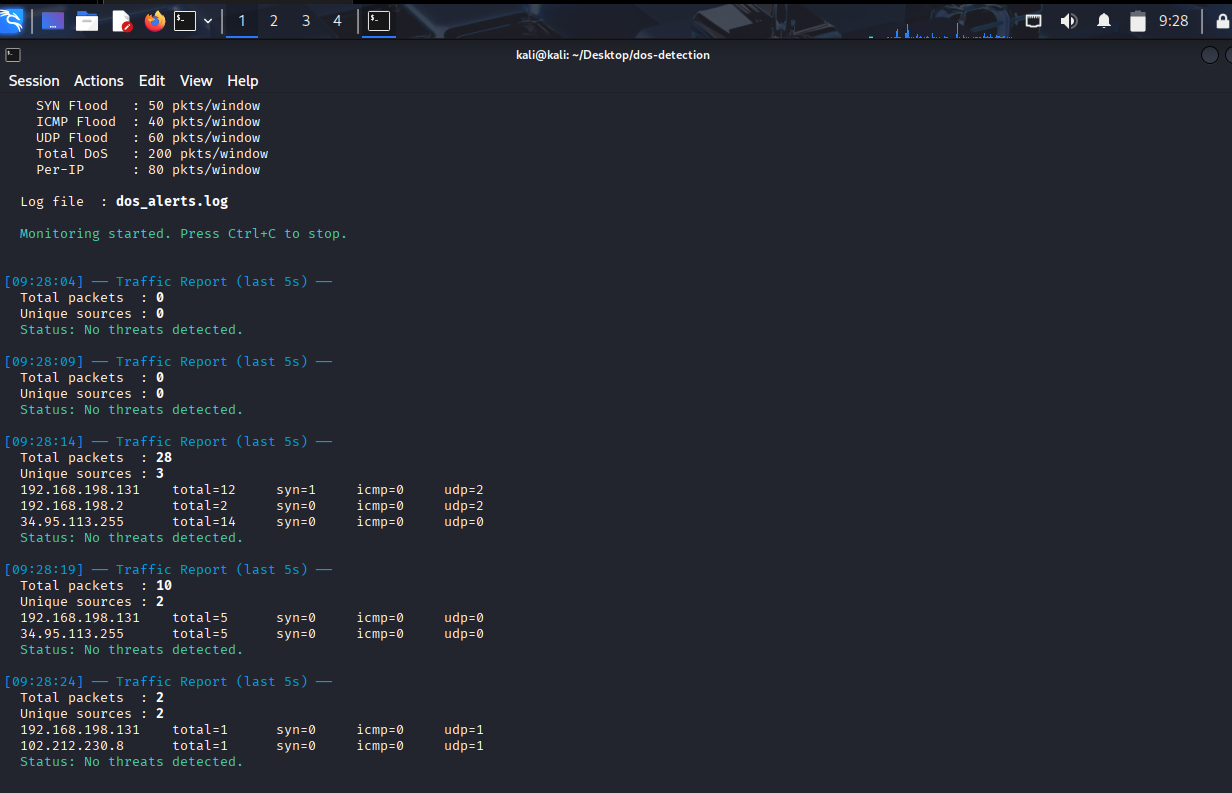 1 2 3 4 9:28
kali@kali: ~/Desktop/dos-detection
Session Actions Edit View Help
SYN Flood : 50 pkts/window
ICMP Flood : 40 pkts/window
UDP Flood : 60 pkts/window
Total DoS : 200 pkts/window
Per-IP : 80 pkts/window
Log file : dos_alerts.log
Monitoring started. Press Ctrl+C to stop.
[09:28:04] —— Traffic Report (last 5s) ——
Total packets : 0
Unique sources : 0
Status: No threats detected.
[09:28:09] —— Traffic Report (last 5s) ——
Total packets : 0
Unique sources : 0
Status: No threats detected.
[09:28:14] —— Traffic Report (last 5s) ——
Total packets : 28
Unique sources : 3
192.168.198.131 total=12 syn=1 icmp=0 udp=2
192.168.198.2 total=2 syn=0 icmp=0 udp=2
34.95.113.255 total=14 syn=0 icmp=0 udp=0
Status: No threats detected.
[09:28:19] —— Traffic Report (last 5s) ——
Total packets : 10
Unique sources : 2
192.168.198.131 total=5 syn=0 icmp=0 udp=0
34.95.113.255 total=5 syn=0 icmp=0 udp=0
Status: No threats detected.
[09:28:24] —— Traffic Report (last 5s) ——
Total packets : 2
Unique sources : 2
192.168.198.131 total=1 syn=0 icmp=0 udp=1
102.212.230.8 total=1 syn=0 icmp=0 udp=1
Status: No threats detected.